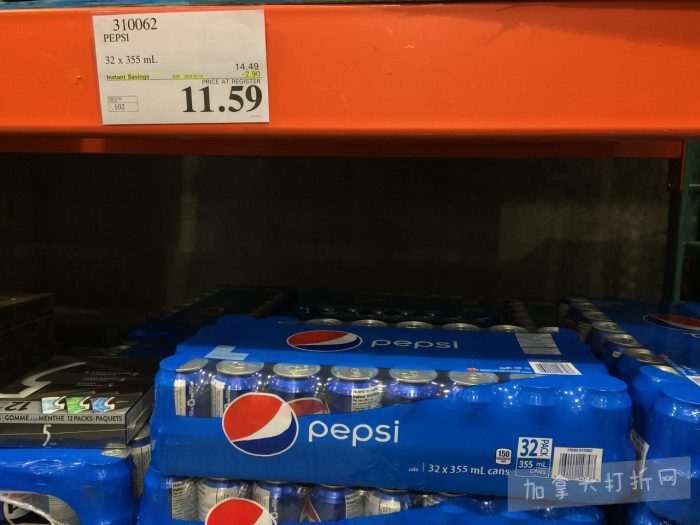 310062
PEPSI
32 x 355 mL
14.49
Instant Savings
-2.90
PRICE AT REGISTER
11.59
.102
pepsi
pepsi
150
32 PACK
355 mL
32 x 355 mL cans
GOMME À LA MENTHE 12 PACKS-PAQUETS
5
加拿大打折网